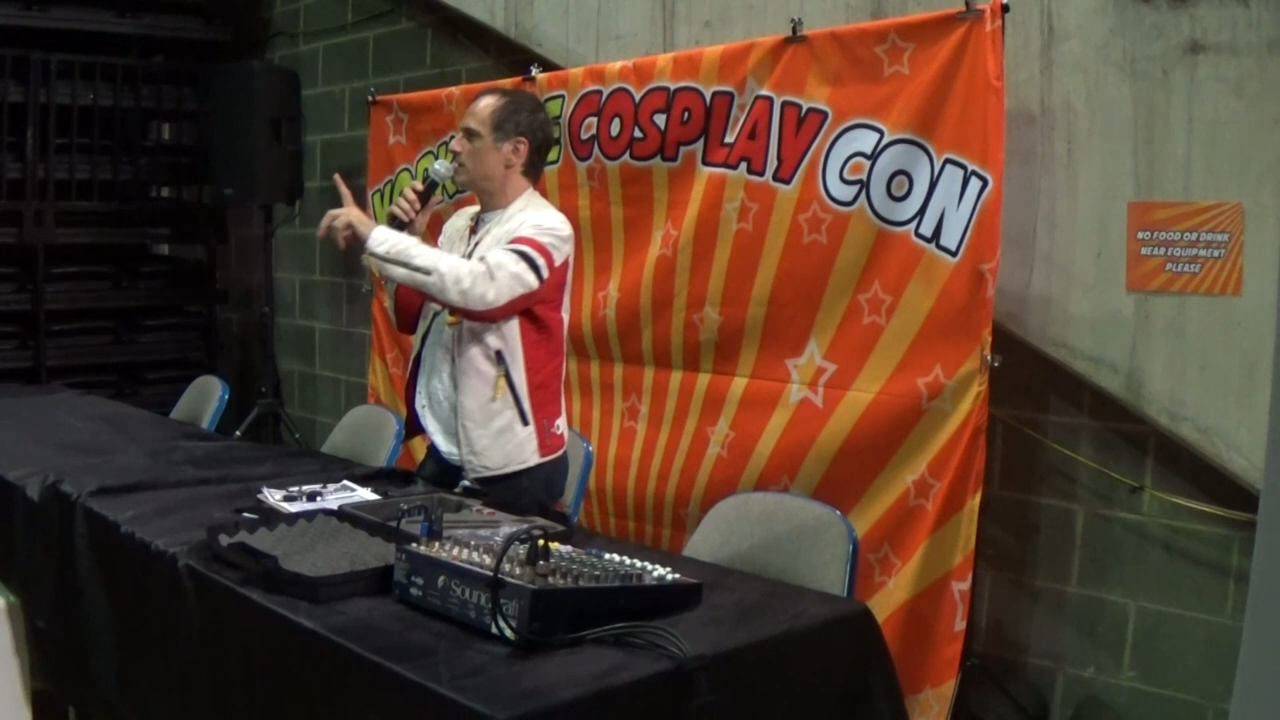 COSPLAY CON
NO FOOD OR DRINK
NEAR EQUIPMENT
PLEASE
Soundcraft